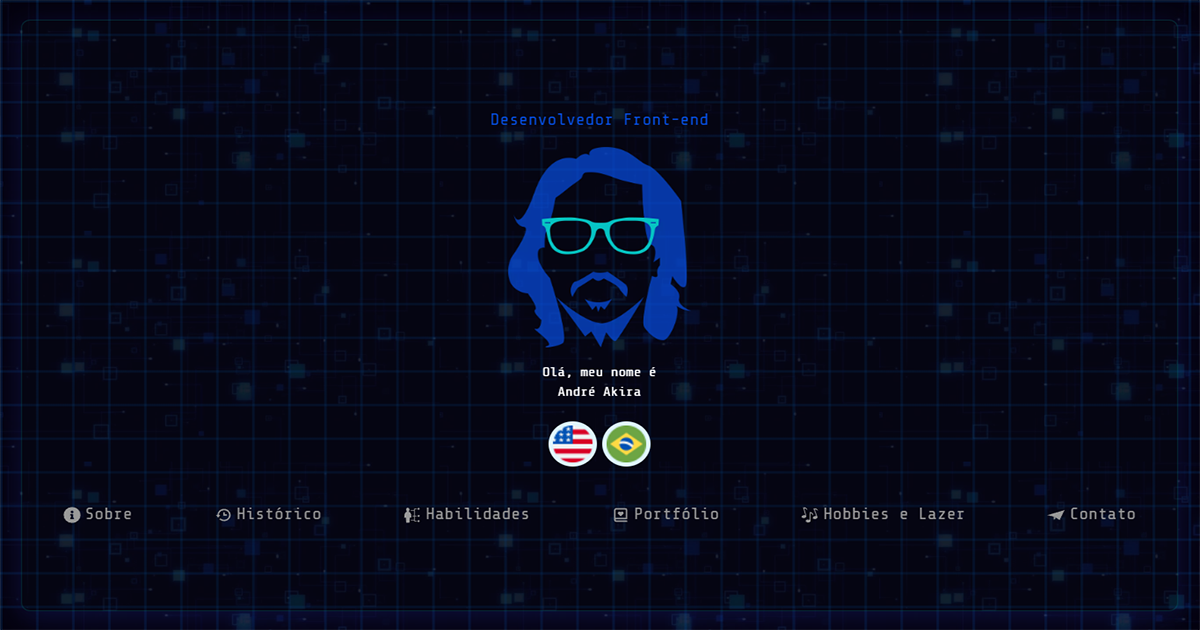 Desenvolvedor Front-end
Olá, meu nome é
André Akira
Sobre Histórico Habilidades Portfólio Hobbies e Lazer Contato